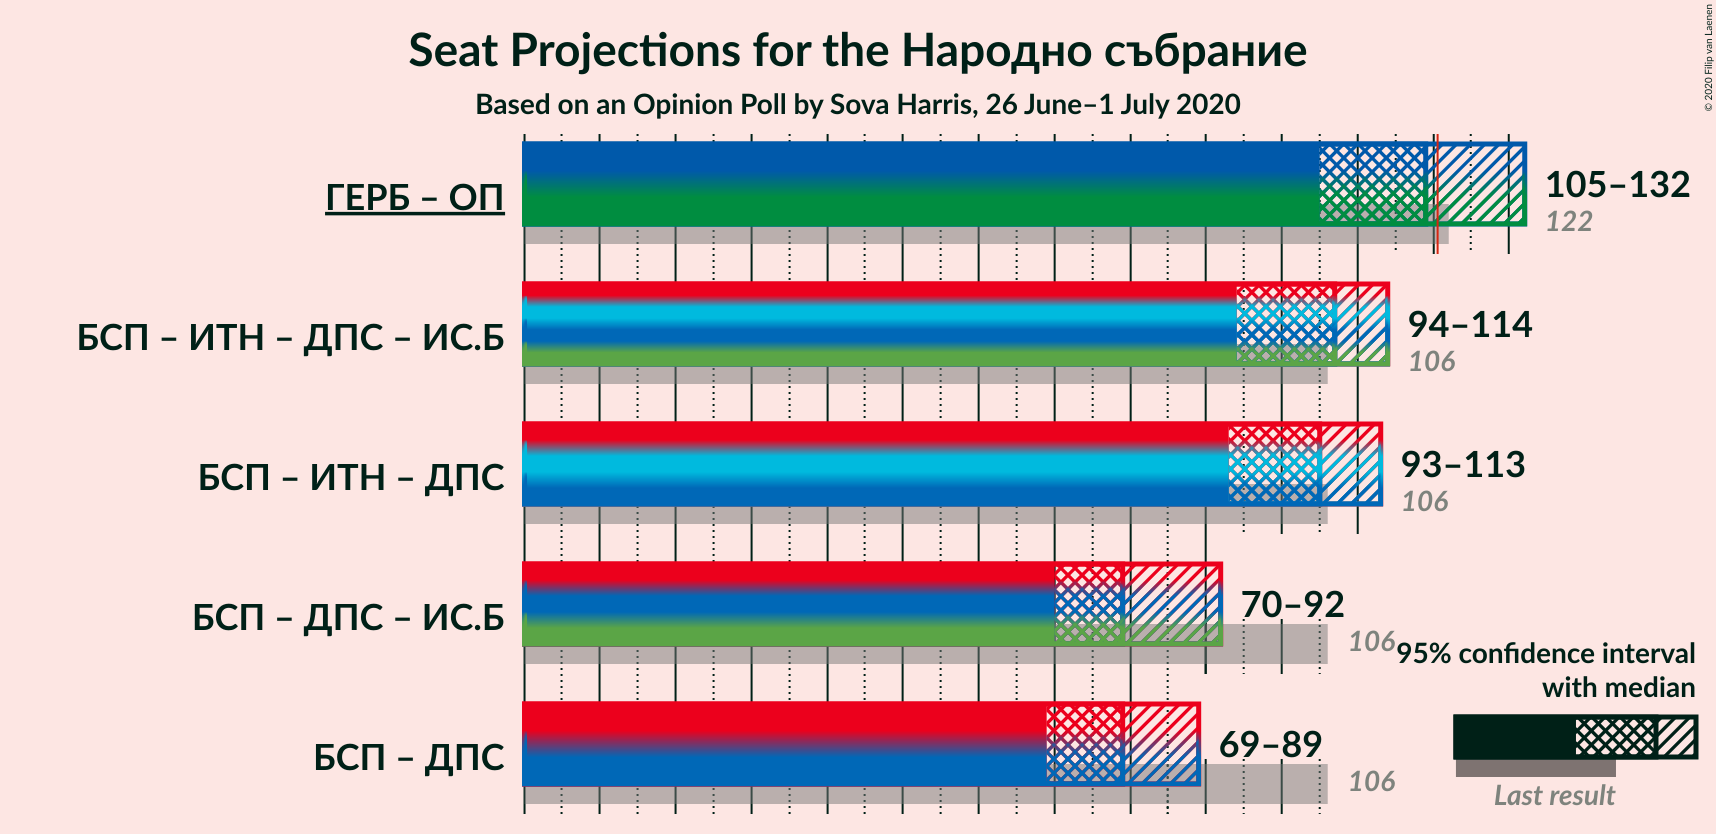 Seat Projections for the Народно събрание
Based on an Opinion Poll by Sova Harris, 26 June–1 July 2020
© 2020 Filip van Laenen
ГЕРБ – ОП
105–132
122
БСП – ИТН – ДПС – ИС.Б
94–114
106
БСП – ИТН – ДПС
93–113
106
БСП – ДПС – ИС.Б
70–92
106
БСП – ДПС
69–89
106
95% confidence interval
with median
Last result